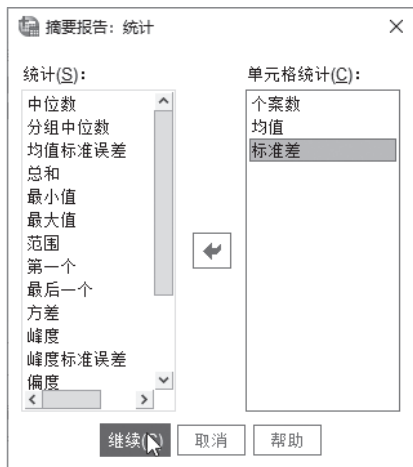 摘要报告：统计
统计(S)：
单元格统计(C)：
中位数
分组中位数
均值标准误差
总和
最小值
最大值
范围
第一个
最后一个
方差
峰度
峰度标准误差
偏度
个案数
均值
标准差
继续(C)
取消
帮助